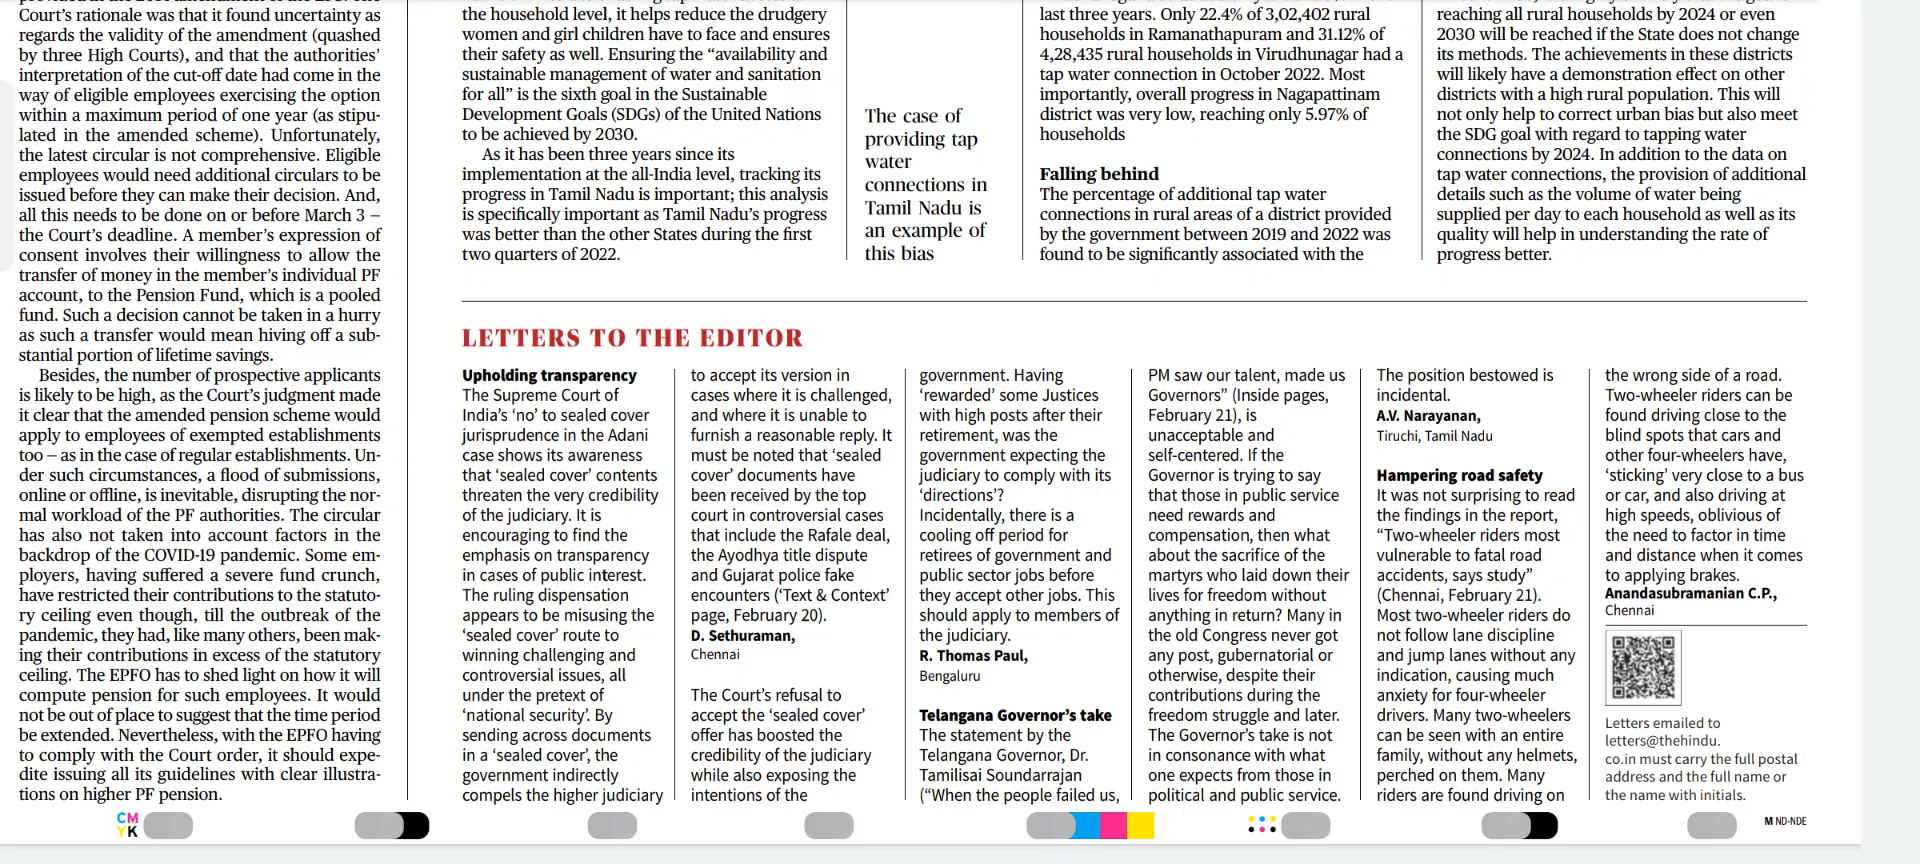 Court's rationale was that it found uncertainty as
regards the validity of the amendment (quashed
by three High Courts), and that the authorities'
interpretation of the cut-off date had come in the
way of eligible employees exercising the option
within a maximum period of one year (as stipu-
lated in the amended scheme). Unfortunately,
the latest circular is not comprehensive. Eligible
employees would need additional circulars to be
issued before they can make their decision. And,
all this needs to be done on or before March 3 –
the Court's deadline. A member's expression of
consent involves their willingness to allow the
transfer of money in the member's individual PF
account, to the Pension Fund, which is a pooled
fund. Such a decision cannot be taken in a hurry
as such a transfer would mean hiving off a sub-
stantial portion of lifetime savings.
Besides, the number of prospective applicants
is likely to be high, as the Court's judgment made
it clear that the amended pension scheme would
apply to employees of exempted establishments
too – as in the case of regular establishments. Un-
der such circumstances, a flood of submissions,
online or offline, is inevitable, disrupting the nor-
mal workload of the PF authorities. The circular
has also not taken into account factors in the
backdrop of the COVID-19 pandemic. Some em-
ployers, having suffered a severe fund crunch,
have restricted their contributions to the statuto-
ry ceiling even though, till the outbreak of the
pandemic, they had, like many others, been mak-
ing their contributions in excess of the statutory
ceiling. The EPFO has to shed light on how it will
compute pension for such employees. It would
not be out of place to suggest that the time period
be extended. Nevertheless, with the EPFO having
to comply with the Court order, it should expe-
dite issuing all its guidelines with clear illustra-
tions on higher PF pension.
the household level, it helps reduce the drudgery
women and girl children have to face and ensures
their safety as well. Ensuring the “availability and
sustainable management of water and sanitation
for all” is the sixth goal in the Sustainable
Development Goals (SDGs) of the United Nations
to be achieved by 2030.
As it has been three years since its
implementation at the all-India level, tracking its
progress in Tamil Nadu is important; this analysis
is specifically important as Tamil Nadu's progress
was better than the other States during the first
two quarters of 2022.
The case of
providing tap
water
connections in
Tamil Nadu is
an example of
this bias
last three years. Only 22.4% of 3,02,402 rural
households in Ramanathapuram and 31.12% of
4,28,435 rural households in Virudhunagar had a
tap water connection in October 2022. Most
importantly, overall progress in Nagapattinam
district was very low, reaching only 5.97% of
households
Falling behind
The percentage of additional tap water
connections in rural areas of a district provided
by the government between 2019 and 2022 was
found to be significantly associated with the
reaching all rural households by 2024 or even
2030 will be reached if the State does not change
its methods. The achievements in these districts
will likely have a demonstration effect on other
districts with a high rural population. This will
not only help to correct urban bias but also meet
the SDG goal with regard to tapping water
connections by 2024. In addition to the data on
tap water connections, the provision of additional
details such as the volume of water being
supplied per day to each household as well as its
quality will help in understanding the rate of
progress better.
LETTERS TO THE EDITOR
Upholding transparency
The Supreme Court of
India's ‘no’ to sealed cover
jurisprudence in the Adani
case shows its awareness
that ‘sealed cover’ contents
threaten the very credibility
of the judiciary. It is
encouraging to find the
emphasis on transparency
in cases of public interest.
The ruling dispensation
appears to be misusing the
‘sealed cover’ route to
winning challenging and
controversial issues, all
under the pretext of
‘national security’. By
sending across documents
in a ‘sealed cover’, the
government indirectly
compels the higher judiciary
to accept its version in
cases where it is challenged,
and where it is unable to
furnish a reasonable reply. It
must be noted that ‘sealed
cover’ documents have
been received by the top
court in controversial cases
that include the Rafale deal,
the Ayodhya title dispute
and Gujarat police fake
encounters (‘Text & Context’
page, February 20).
D. Sethuraman,
Chennai
The Court's refusal to
accept the ‘sealed cover’
offer has boosted the
credibility of the judiciary
while also exposing the
intentions of the
government. Having
‘rewarded’ some Justices
with high posts after their
retirement, was the
government expecting the
judiciary to comply with its
‘directions’?
Incidentally, there is a
cooling off period for
retirees of government and
public sector jobs before
they accept other jobs. This
should apply to members of
the judiciary.
R. Thomas Paul,
Bengaluru
Telangana Governor's take
The statement by the
Telangana Governor, Dr.
Tamilisai Soundarrajan
(“When the people failed us,
PM saw our talent, made us
Governors” (Inside pages,
February 21), is
unacceptable and
self-centered. If the
Governor is trying to say
that those in public service
need rewards and
compensation, then what
about the sacrifice of the
martyrs who laid down their
lives for freedom without
anything in return? Many in
the old Congress never got
any post, gubernatorial or
otherwise, despite their
contributions during the
freedom struggle and later.
The Governor's take is not
in consonance with what
one expects from those in
political and public service.
The position bestowed is
incidental.
A.V. Narayanan,
Tiruchi, Tamil Nadu
Hampering road safety
It was not surprising to read
the findings in the report,
“Two-wheeler riders most
vulnerable to fatal road
accidents, says study”
(Chennai, February 21).
Most two-wheeler riders do
not follow lane discipline
and jump lanes without any
indication, causing much
anxiety for four-wheeler
drivers. Many two-wheelers
can be seen with an entire
family, without any helmets,
perched on them. Many
riders are found driving on
the wrong side of a road.
Two-wheeler riders can be
found driving close to the
blind spots that cars and
other four-wheelers have,
‘sticking’ very close to a bus
or car, and also driving at
high speeds, oblivious of
the need to factor in time
and distance when it comes
to applying brakes.
Anandasubramanian C.P.,
Chennai
Letters emailed to
letters@thehindu.
co.in must carry the full postal
address and the full name or
the name with initials.
CM
YK
M ND-NDE